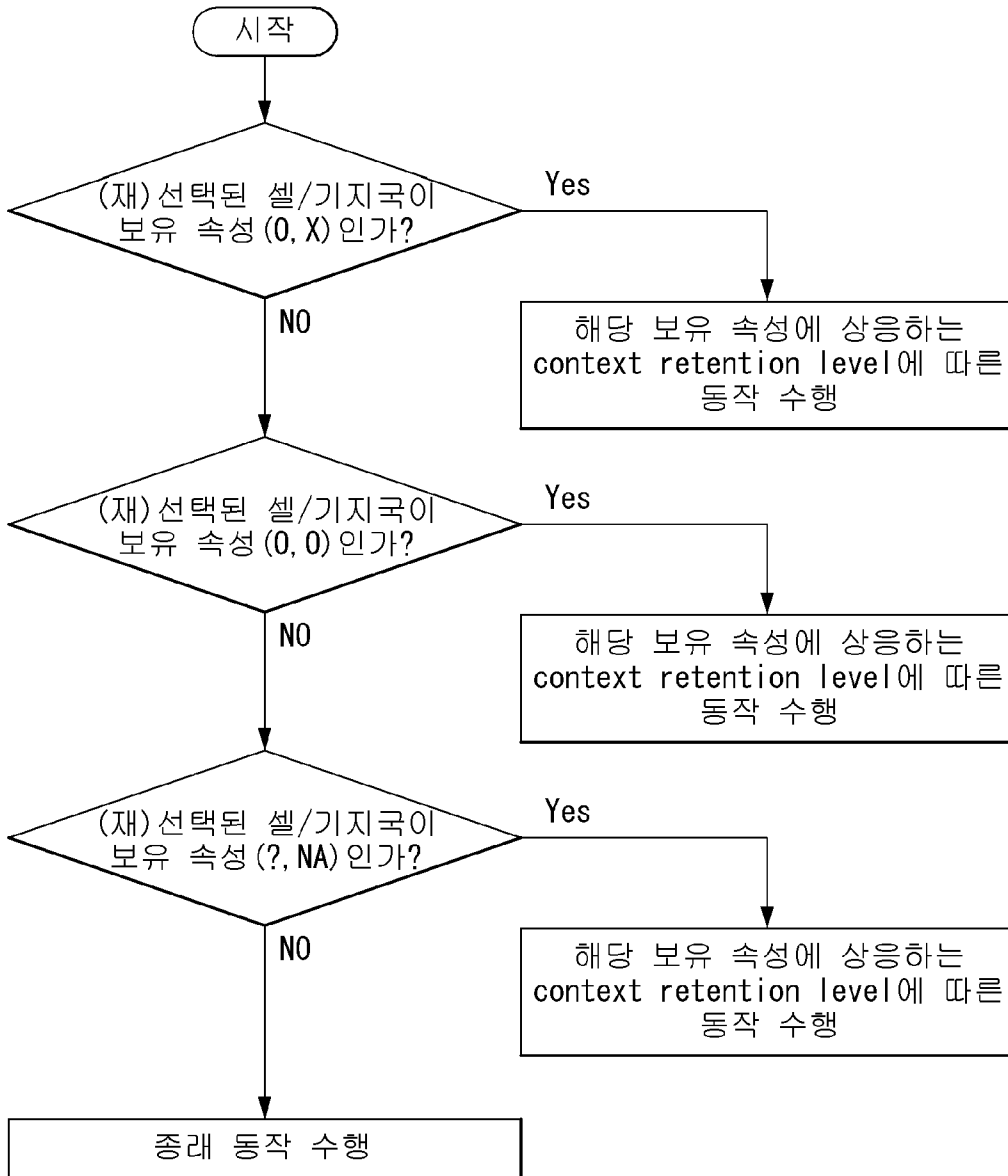 시작
(재)선택된 셀/기지국이
보유 속성(0,X)인가?
Yes
NO
해당 보유 속성에 상응하는
context retention level에 따른
동작 수행
(재)선택된 셀/기지국이
보유 속성(0,0)인가?
Yes
NO
해당 보유 속성에 상응하는
context retention level에 따른
동작 수행
(재)선택된 셀/기지국이
보유 속성(?,NA)인가?
Yes
NO
해당 보유 속성에 상응하는
context retention level에 따른
동작 수행
종래 동작 수행